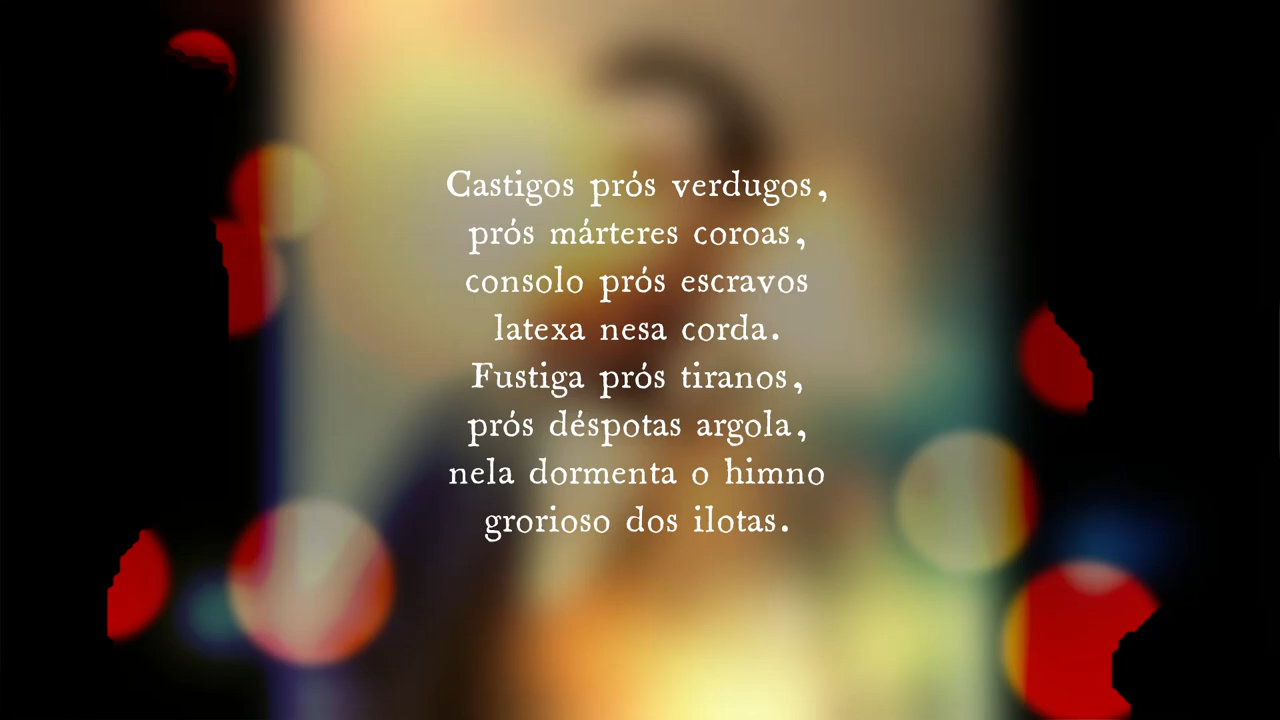 Castigos prós verdugos,
prós márteres coroas,
consolo prós escravos
latexa nesa corda.
Fustiga prós tiranos,
prós déspotas argola,
nela dormenta o himno
grorioso dos ilotas.